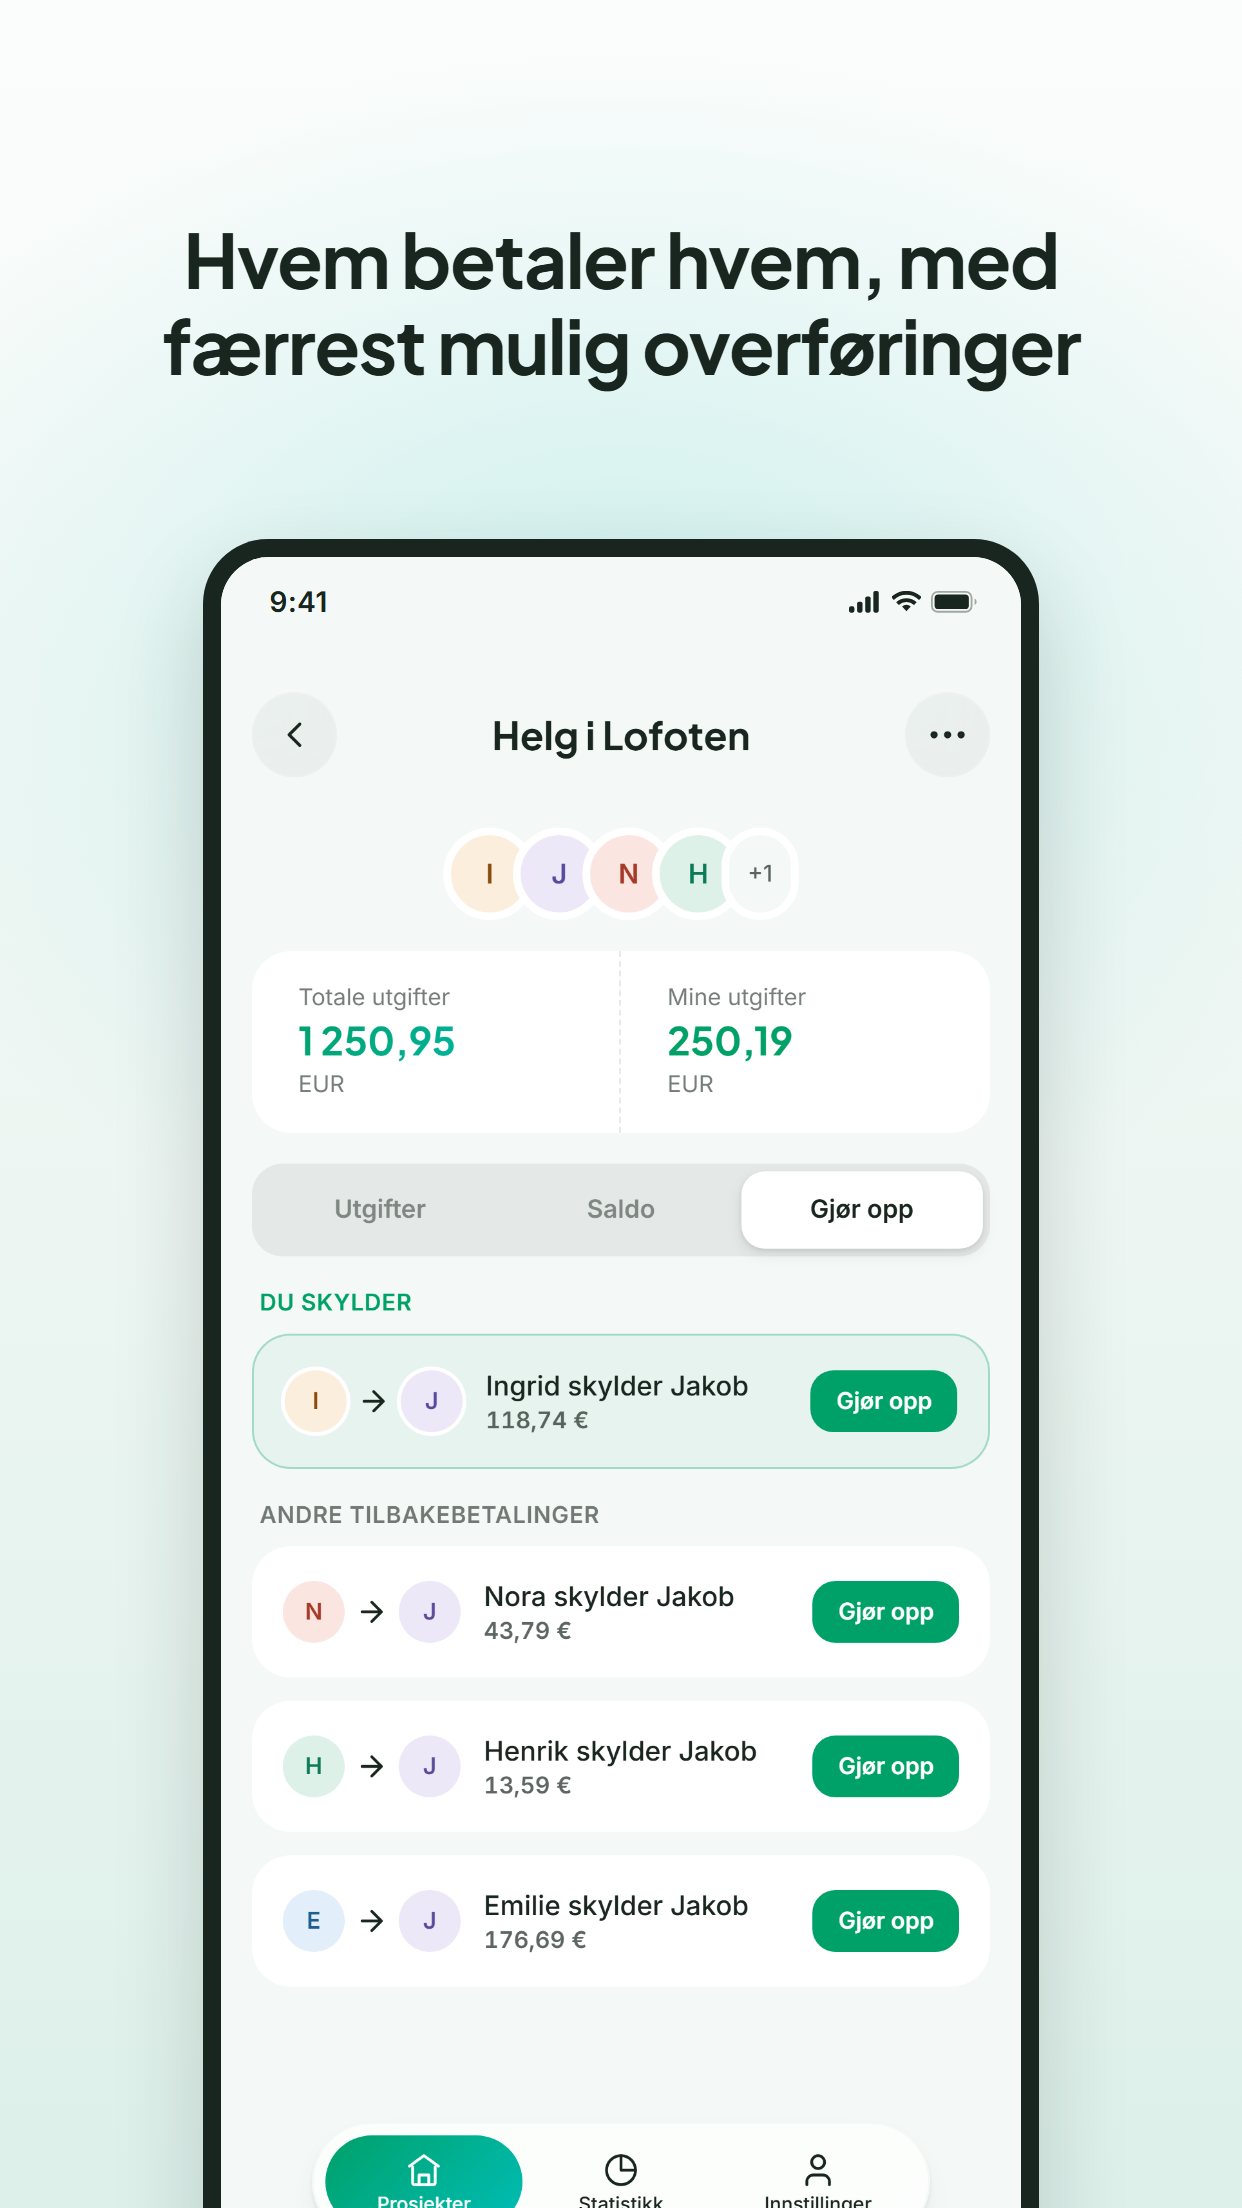 Hvem betaler hvem, med
færrest mulig overføringer
9:41
Helg i Lofoten
I J N H +1
Totale utgifter
1 250,95
EUR
Mine utgifter
250,19
EUR
Utgifter Saldo Gjør opp
DU SKYLDER
I J Ingrid skylder Jakob Gjør opp
118,74 €
ANDRE TILBAKEBETALINGER
N J Nora skylder Jakob Gjør opp
43,79 €
H J Henrik skylder Jakob Gjør opp
13,59 €
E J Emilie skylder Jakob Gjør opp
176,69 €
Prosjekter Statistikk Innstillinger